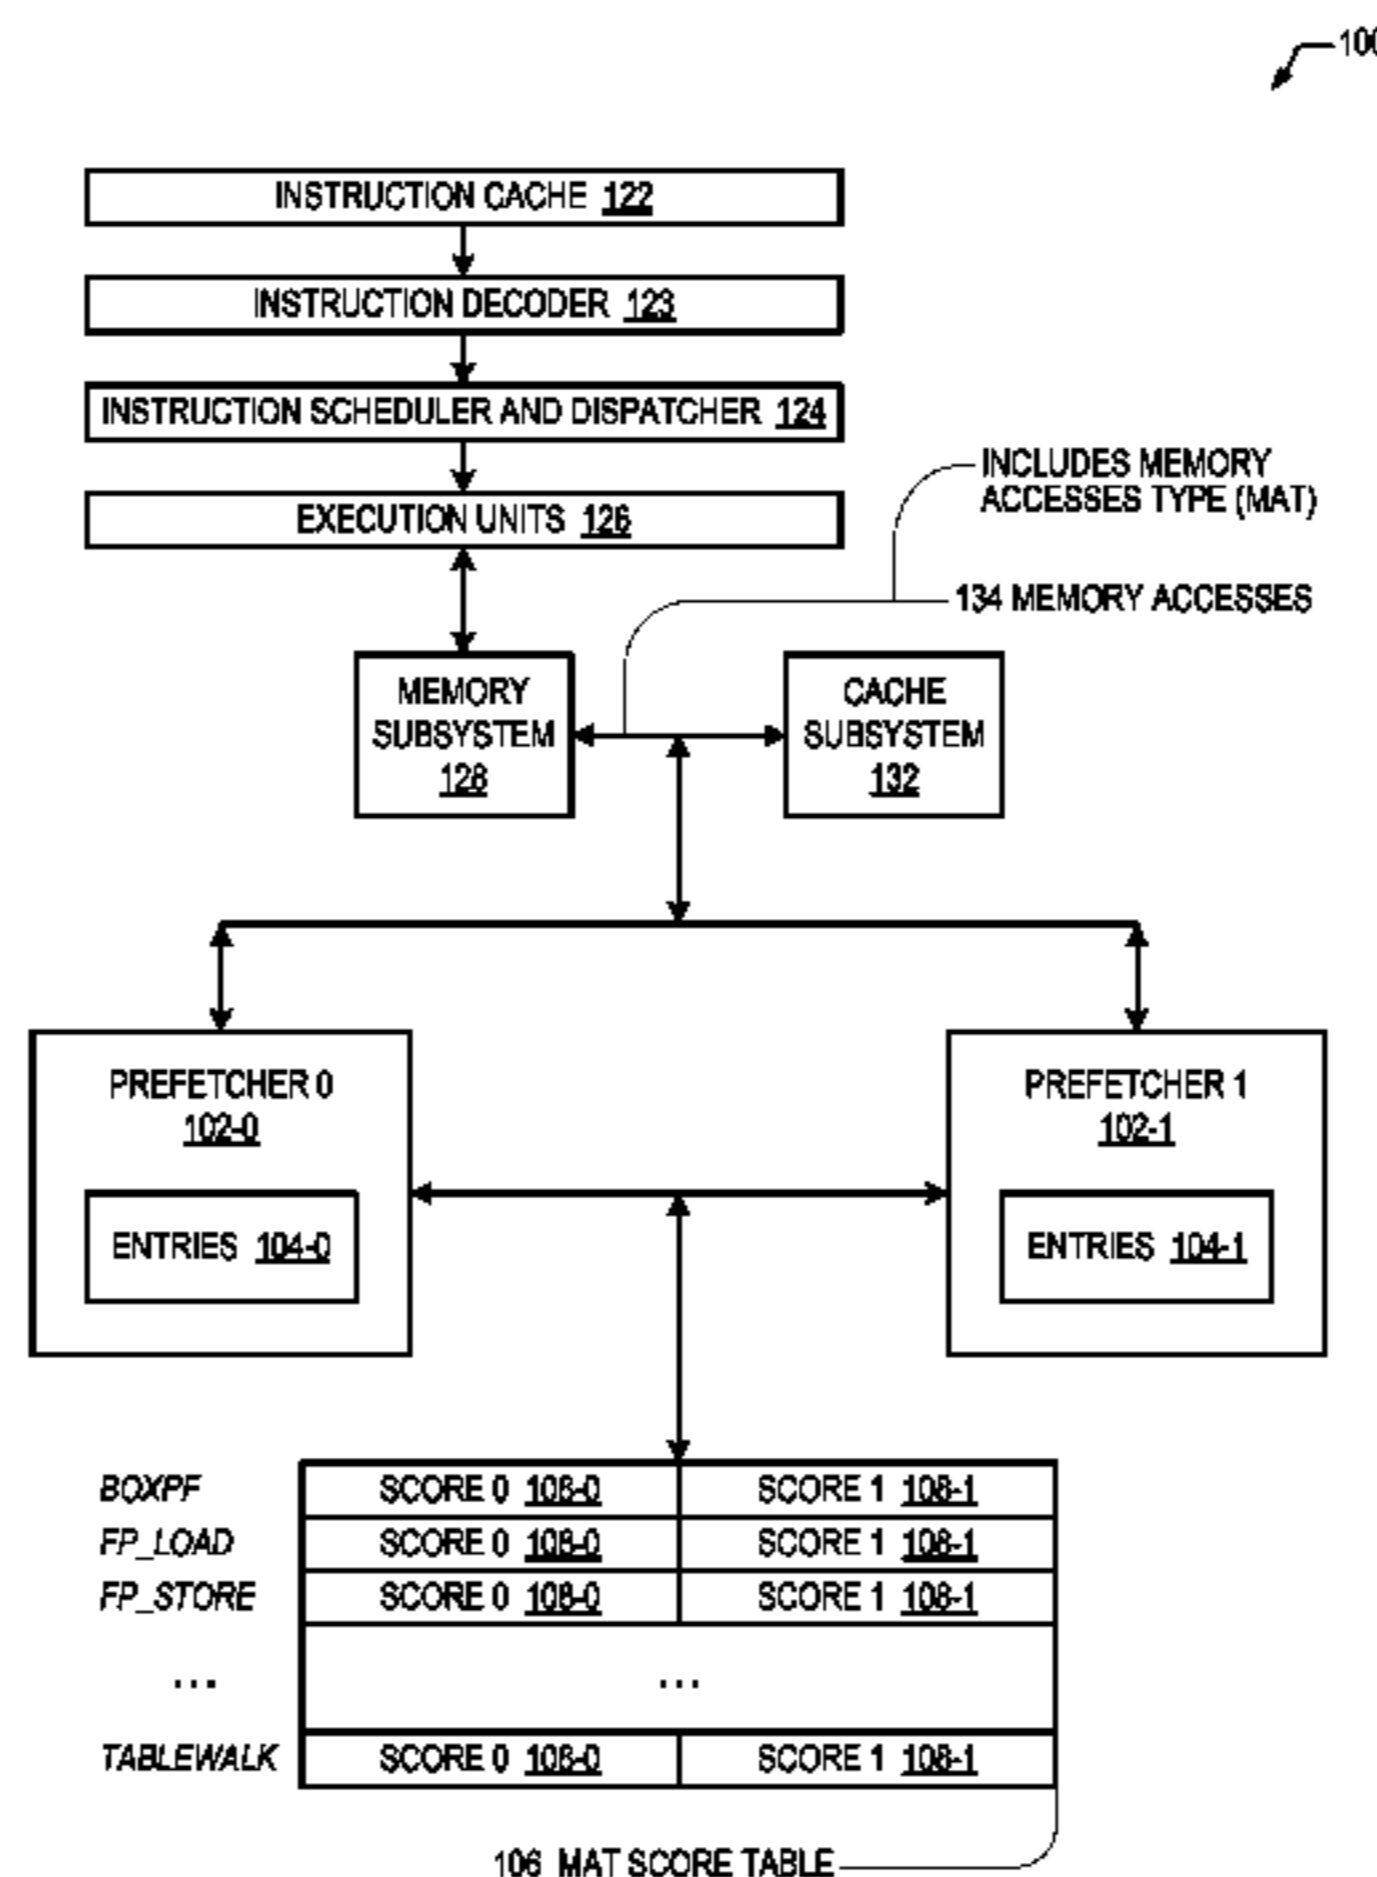 100
INSTRUCTION CACHE 122
INSTRUCTION DECODER 123
INSTRUCTION SCHEDULER AND DISPATCHER 124
EXECUTION UNITS 126
INCLUDES MEMORY
ACCESSES TYPE (MAT)
134 MEMORY ACCESSES
MEMORY
SUBSYSTEM
128
CACHE
SUBSYSTEM
132
PREFETCHER 0
102-0
ENTRIES 104-0
PREFETCHER 1
102-1
ENTRIES 104-1
BOXPF SCORE 0 108-0 SCORE 1 108-1
FP_LOAD SCORE 0 108-0 SCORE 1 108-1
FP_STORE SCORE 0 108-0 SCORE 1 108-1
... ...
TABLEWALK SCORE 0 108-0 SCORE 1 108-1
106 MAT SCORE TABLE